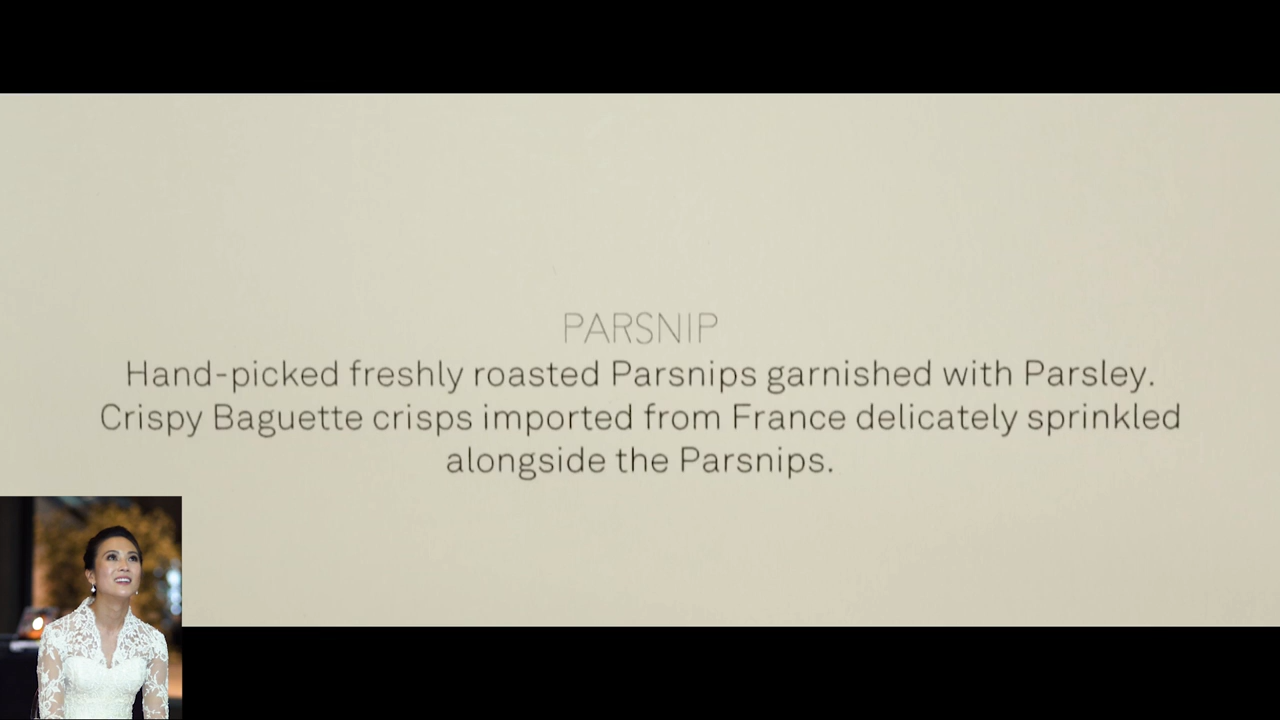 PARSNIP
Hand-picked freshly roasted Parsnips garnished with Parsley.
Crispy Baguette crisps imported from France delicately sprinkled
alongside the Parsnips.